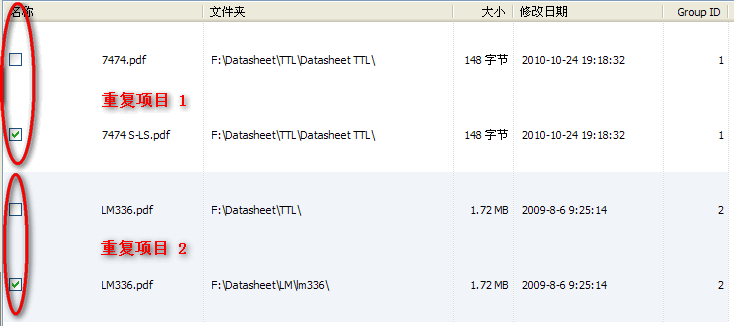 名称 文件夹 大小 修改日期 Group ID
7474.pdf F:\Datasheet\TTL\Datasheet TTL\ 148 字节 2010-10-24 19:18:32 1
重复项目 1
7474 S-LS.pdf F:\Datasheet\TTL\Datasheet TTL\ 148 字节 2010-10-24 19:18:32 1
LM336.pdf F:\Datasheet\TTL\ 1.72 MB 2009-8-6 9:25:14 2
重复项目 2
LM336.pdf F:\Datasheet\LM\lm336\ 1.72 MB 2009-8-6 9:25:14 2